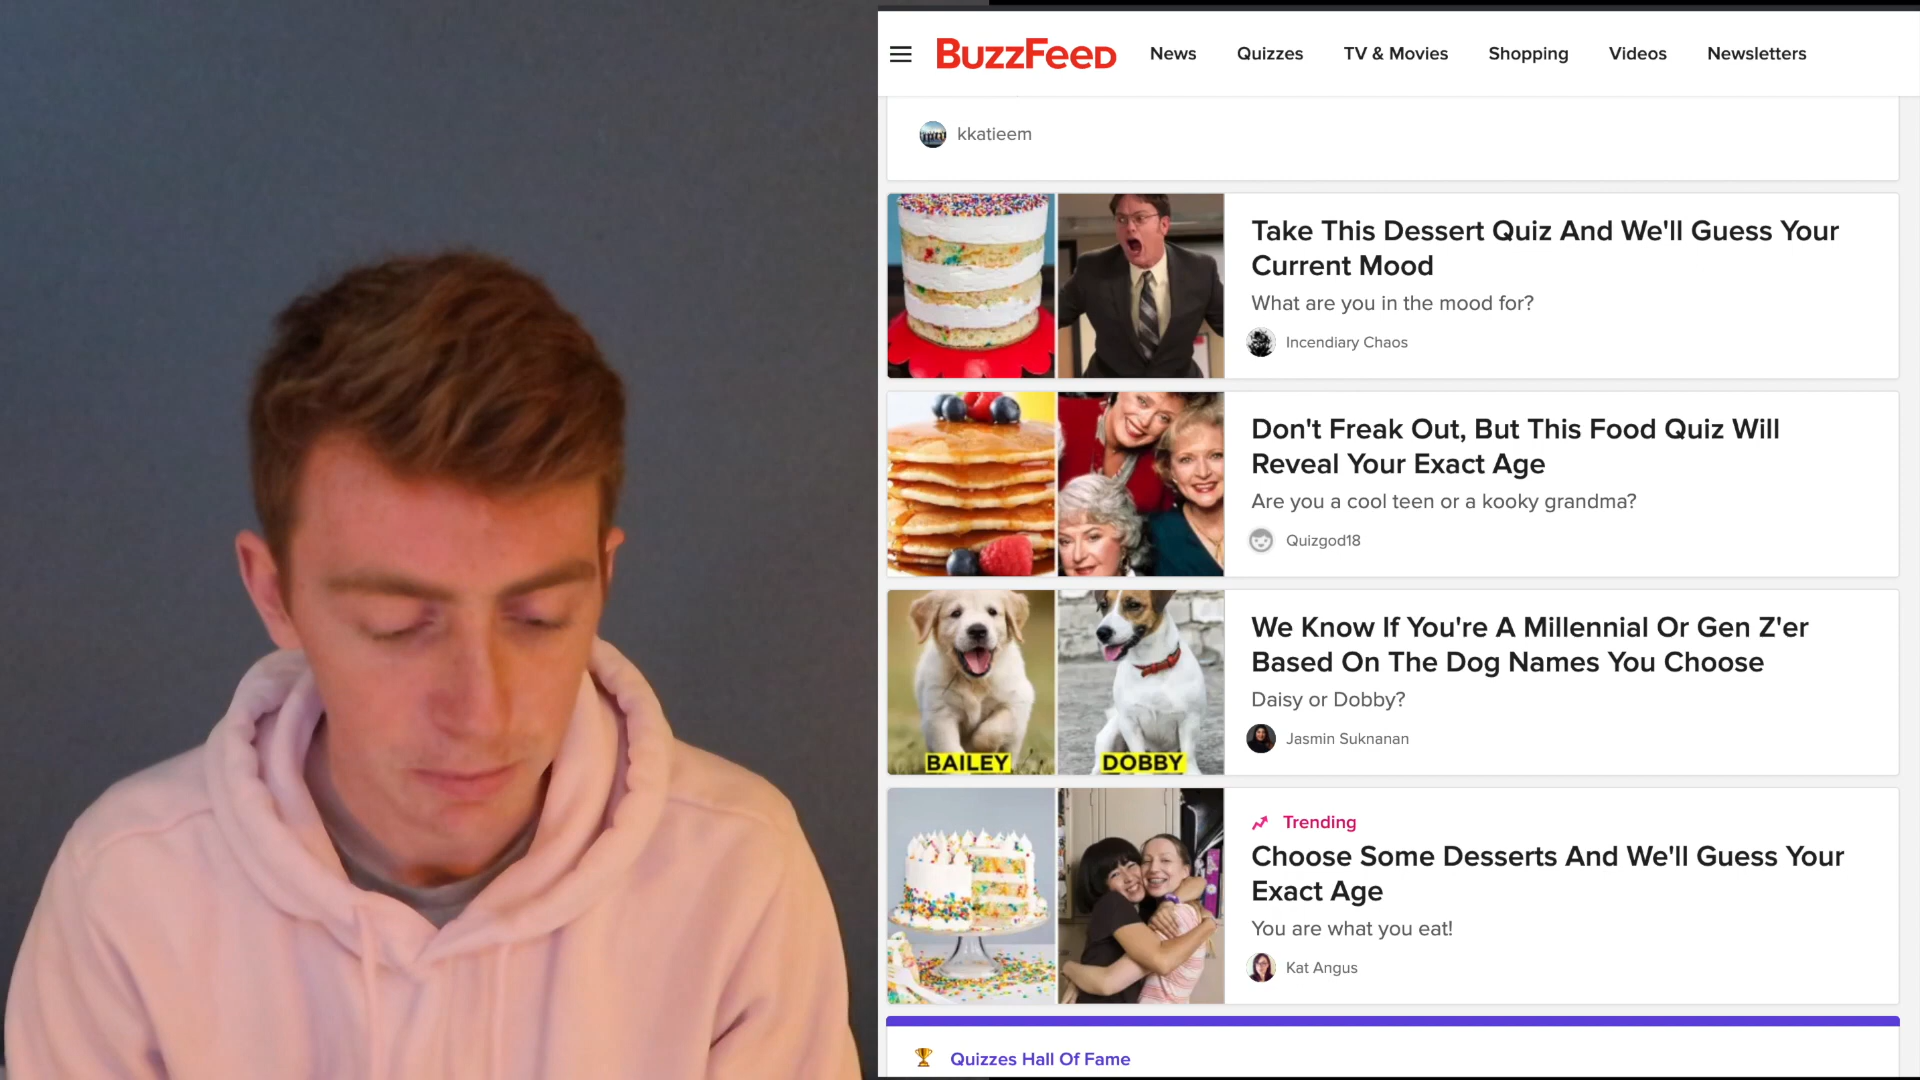 BuzzFeed News Quizzes TV & Movies Shopping Videos Newsletters
kkatieem
Take This Dessert Quiz And We'll Guess Your
Current Mood
What are you in the mood for?
Incendiary Chaos
Don't Freak Out, But This Food Quiz Will
Reveal Your Exact Age
Are you a cool teen or a kooky grandma?
Quizgod18
BAILEY
DOBBY
We Know If You're A Millennial Or Gen Z'er
Based On The Dog Names You Choose
Daisy or Dobby?
Jasmin Suknanan
Trending
Choose Some Desserts And We'll Guess Your
Exact Age
You are what you eat!
Kat Angus
Quizzes Hall Of Fame